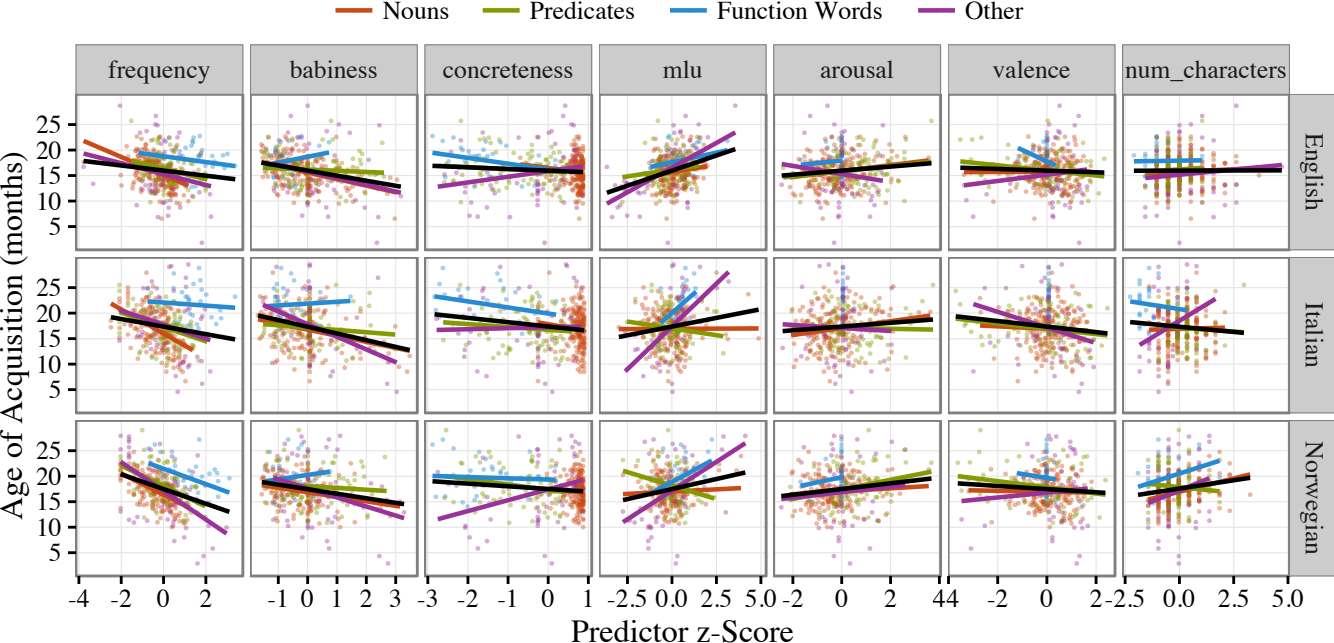 Nouns Predicates Function Words Other
frequency babiness concreteness mlu arousal valence num_characters
Age of Acquisition (months)
25
20
15
10
5
English
25
20
15
10
5
Italian
25
20
15
10
5
Norwegian
-4 -2 0 2 -1 0 1 2 3 -3 -2 -1 0 1 -2.5 0.0 2.5 5.0 -2 0 2 4 -4 -2 0 2 -2.5 0.0 2.5 5.0
Predictor z-Score